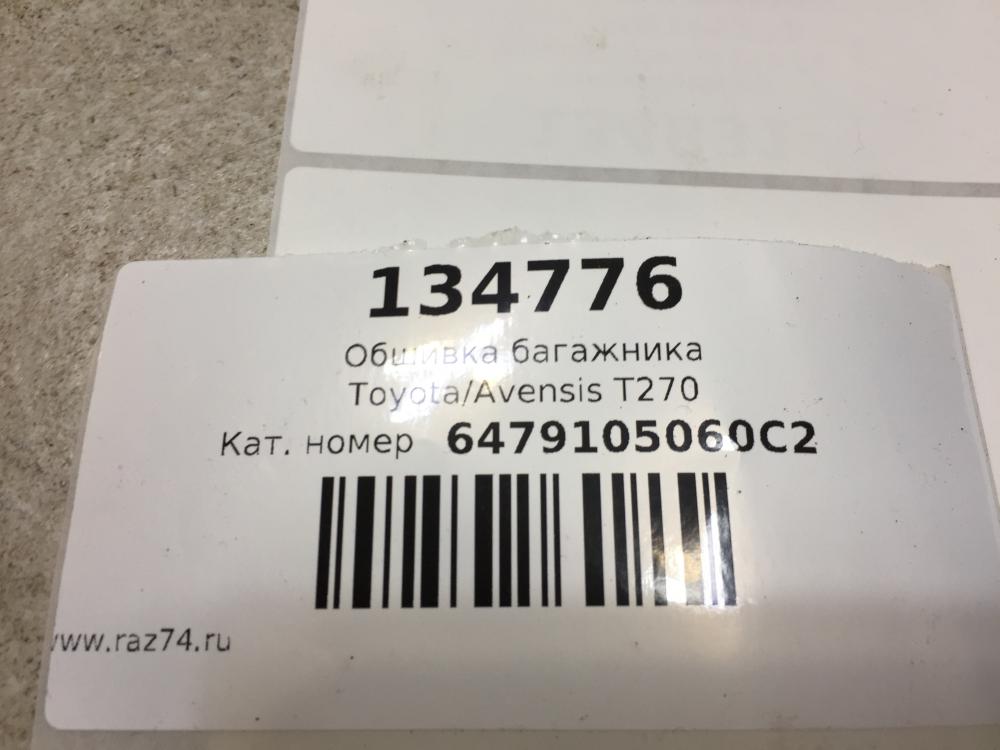 134776
Обшивка багажника
Toyota/Avensis T270
Кат. номер 6479105060C2
www.raz74.ru